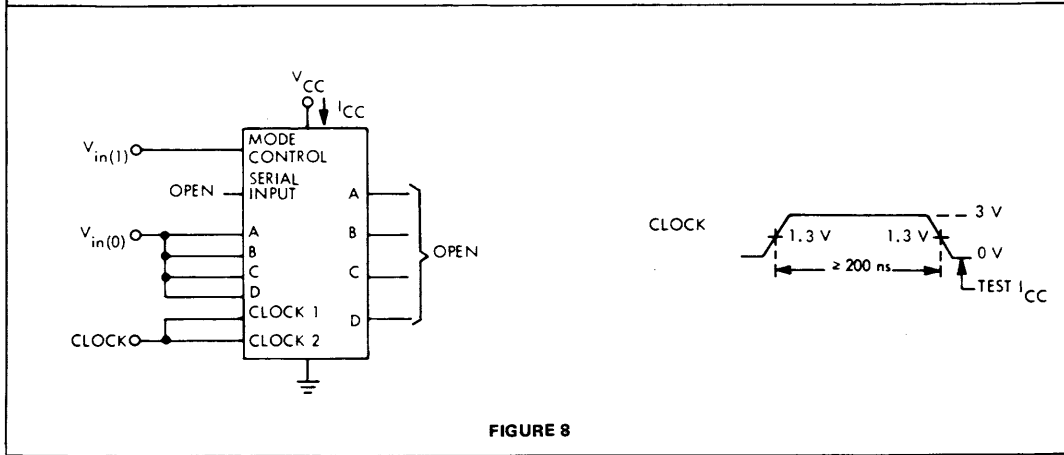 VCC
ICC
Vin(1)
MODE CONTROL
OPEN
SERIAL INPUT
Vin(0)
A
B
C
D
CLOCK 1
CLOCK
CLOCK 2
A
B
C
D
OPEN
CLOCK
3 V
1.3 V
1.3 V
0 V
≥ 200 ns
TEST ICC
FIGURE 8